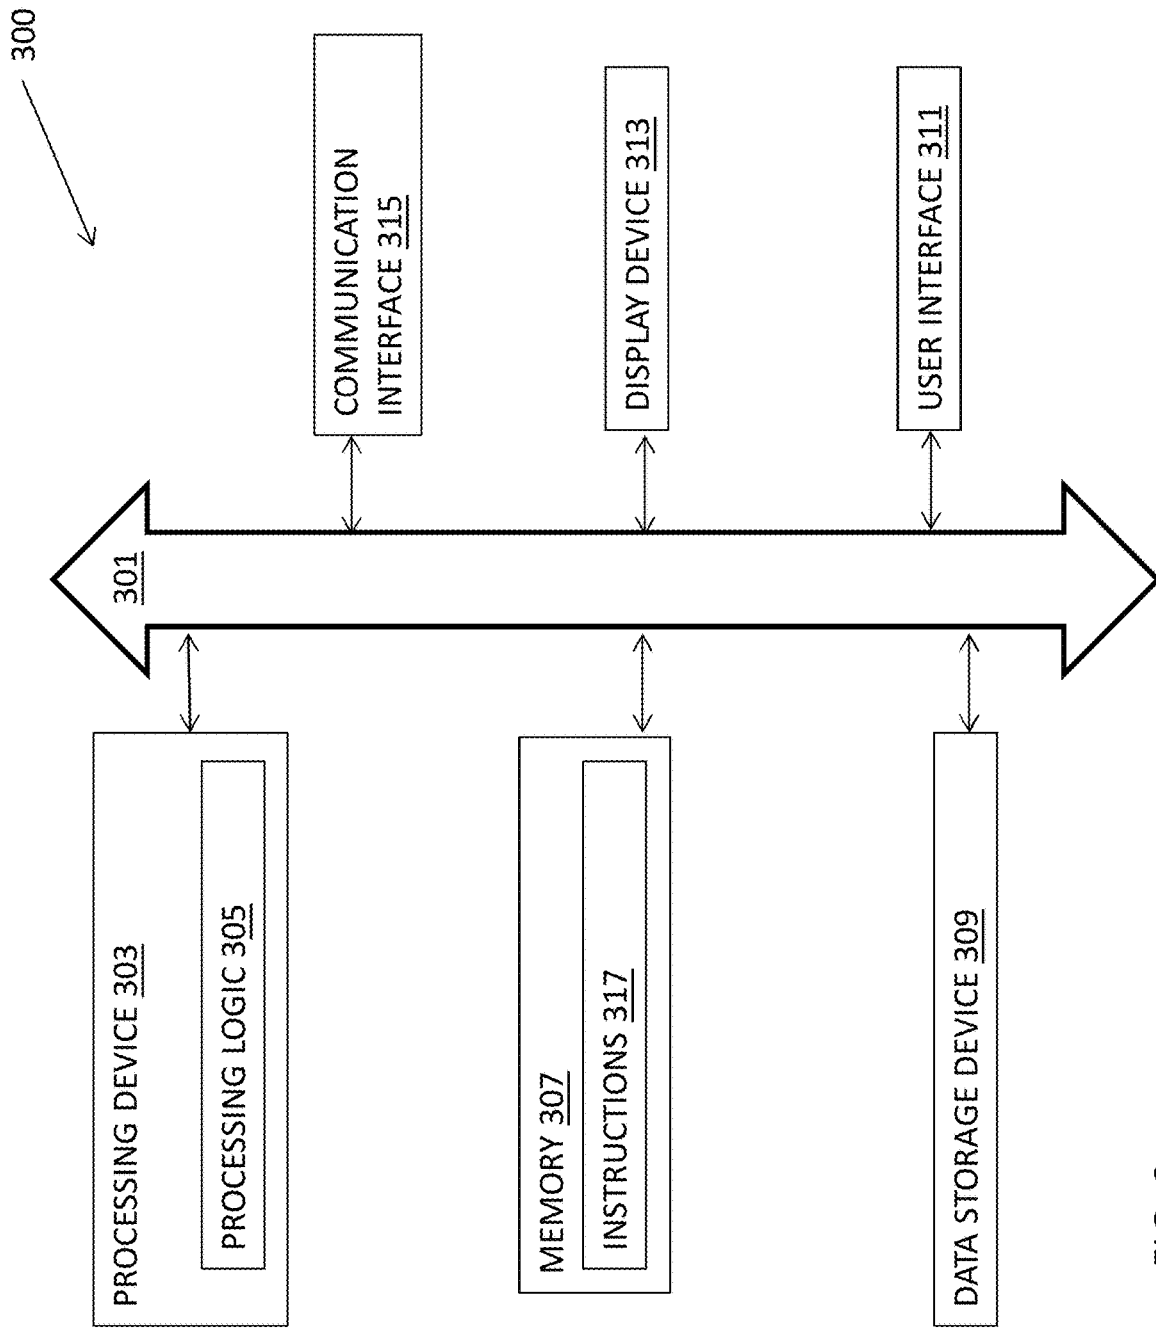 300
PROCESSING DEVICE 303
PROCESSING LOGIC 305
MEMORY 307
INSTRUCTIONS 317
DATA STORAGE DEVICE 309
301
COMMUNICATION
INTERFACE 315
DISPLAY DEVICE 313
USER INTERFACE 311
FIG.